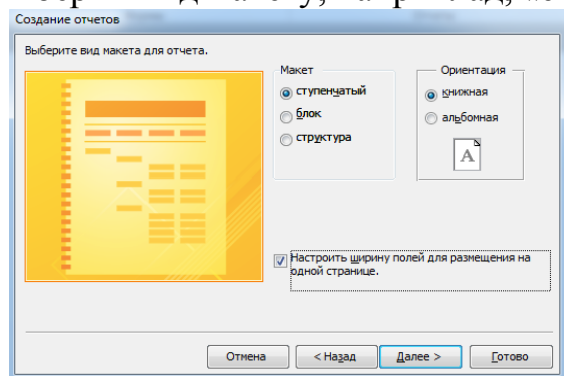 Создание отчетов
Выберите вид макета для отчета.
Макет
ступенчатый
блок
структура
Ориентация
книжная
альбомная
A
Настроить ширину полей для размещения на
одной странице.
Отмена
< Назад
Далее >
Готово